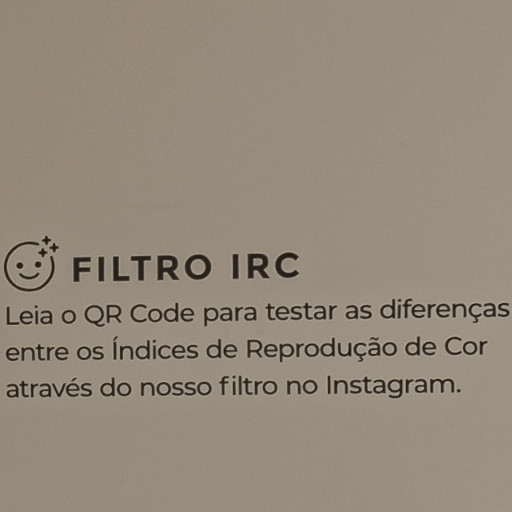 FILTRO IRC
Leia o QR Code para testar as diferenças
entre os Índices de Reprodução de Cor
através do nosso filtro no Instagram.